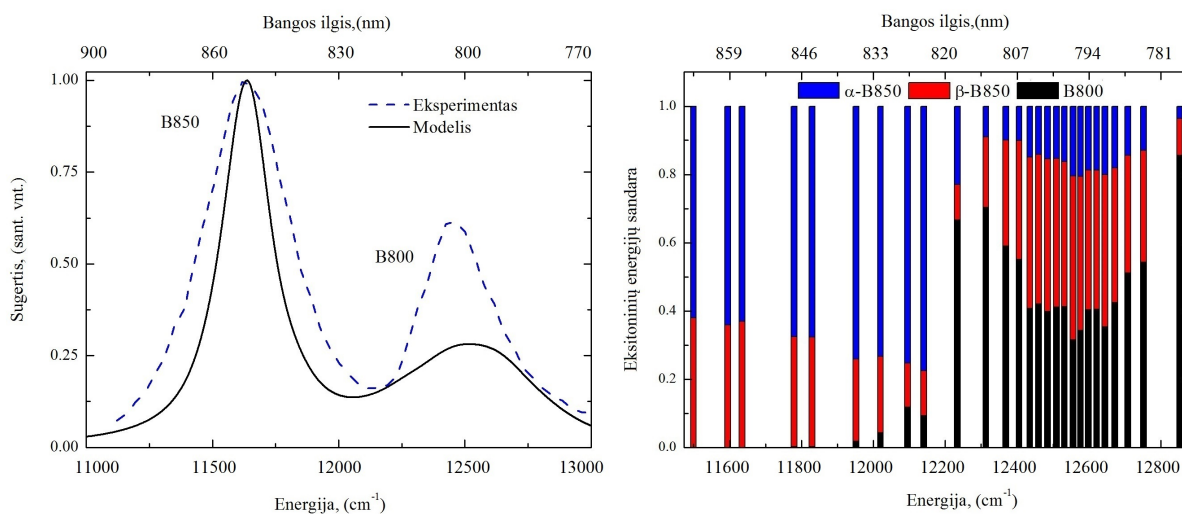 Bangos ilgis,(nm)
900 860 830 800 770
1.00
0.75
0.50
0.25
0.00
Sugertis, (sant. vnt.)
B850
B800
Eksperimentas
Modelis
11000 11500 12000 12500 13000
Energija, (cm-1)
Bangos ilgis,(nm)
859 846 833 820 807 794 781
α-B850 β-B850 B800
1.0
0.8
0.6
0.4
0.2
0.0
Eksitoninių energijų sandara
11600 11800 12000 12200 12400 12600 12800
Energija, (cm-1)